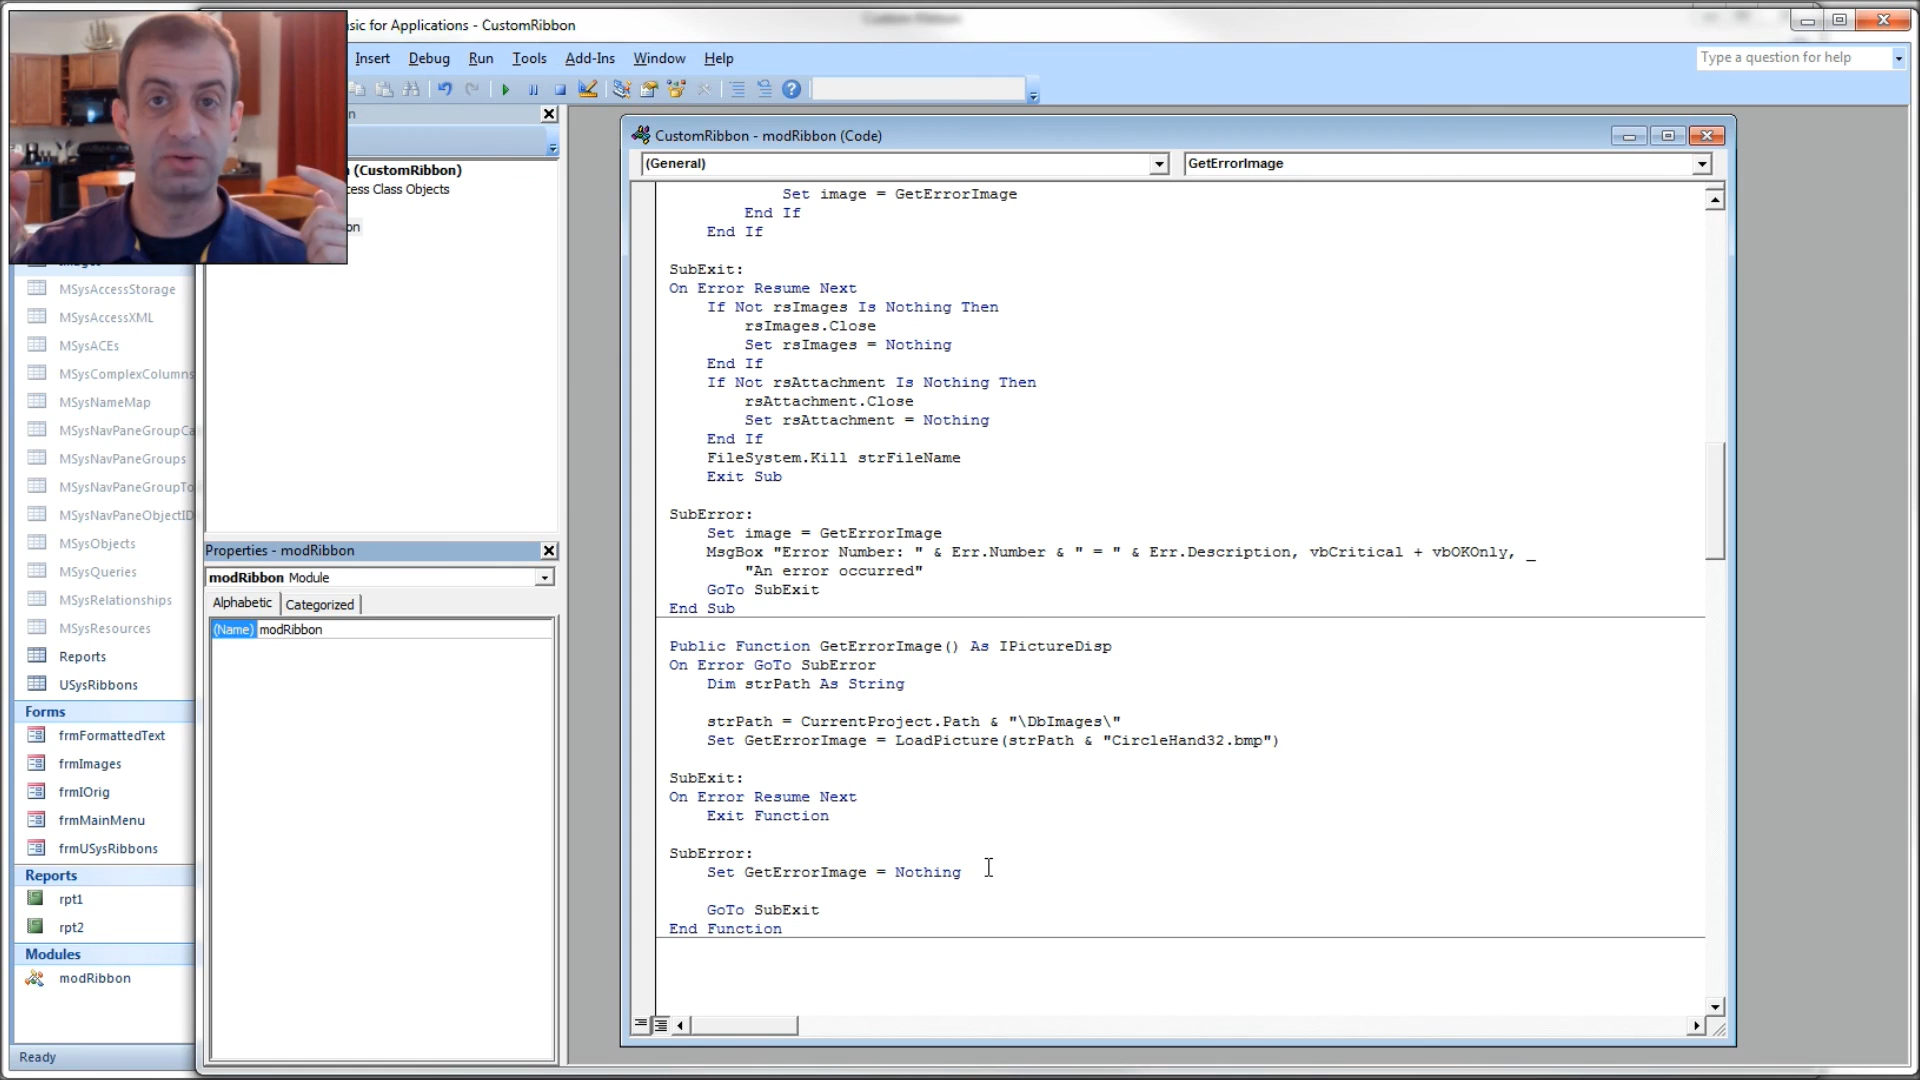 Custom Ribbon
sic for Applications - CustomRibbon
Insert Debug Run Tools Add-Ins Window Help
Type a question for help
n
n (CustomRibbon)
cess Class Objects
on
CustomRibbon - modRibbon (Code)
(General)
GetErrorImage
Set image = GetErrorImage
End If
End If
SubExit:
On Error Resume Next
If Not rsImages Is Nothing Then
rsImages.Close
Set rsImages = Nothing
End If
If Not rsAttachment Is Nothing Then
rsAttachment.Close
Set rsAttachment = Nothing
End If
FileSystem.Kill strFileName
Exit Sub
SubError:
Set image = GetErrorImage
MsgBox "Error Number: " & Err.Number & " = " & Err.Description, vbCritical + vbOKOnly, _
"An error occurred"
GoTo SubExit
End Sub
Public Function GetErrorImage() As IPictureDisp
On Error GoTo SubError
Dim strPath As String
strPath = CurrentProject.Path & "\DbImages\"
Set GetErrorImage = LoadPicture(strPath & "CircleHand32.bmp")
SubExit:
On Error Resume Next
Exit Function
SubError:
Set GetErrorImage = Nothing
GoTo SubExit
End Function
MSysAccessStorage
MSysAccessXML
MSysACEs
MSysComplexColumns
MSysNameMap
MSysNavPaneGroupCa
MSysNavPaneGroups
MSysNavPaneGroupTo
MSysNavPaneObjectID
MSysObjects
MSysQueries
MSysRelationships
MSysResources
Reports
USysRibbons
Forms
frmFormattedText
frmImages
frmIOrig
frmMainMenu
frmUSysRibbons
Reports
rpt1
rpt2
Modules
modRibbon
Ready
Properties - modRibbon
modRibbon Module
Alphabetic Categorized
(Name) modRibbon